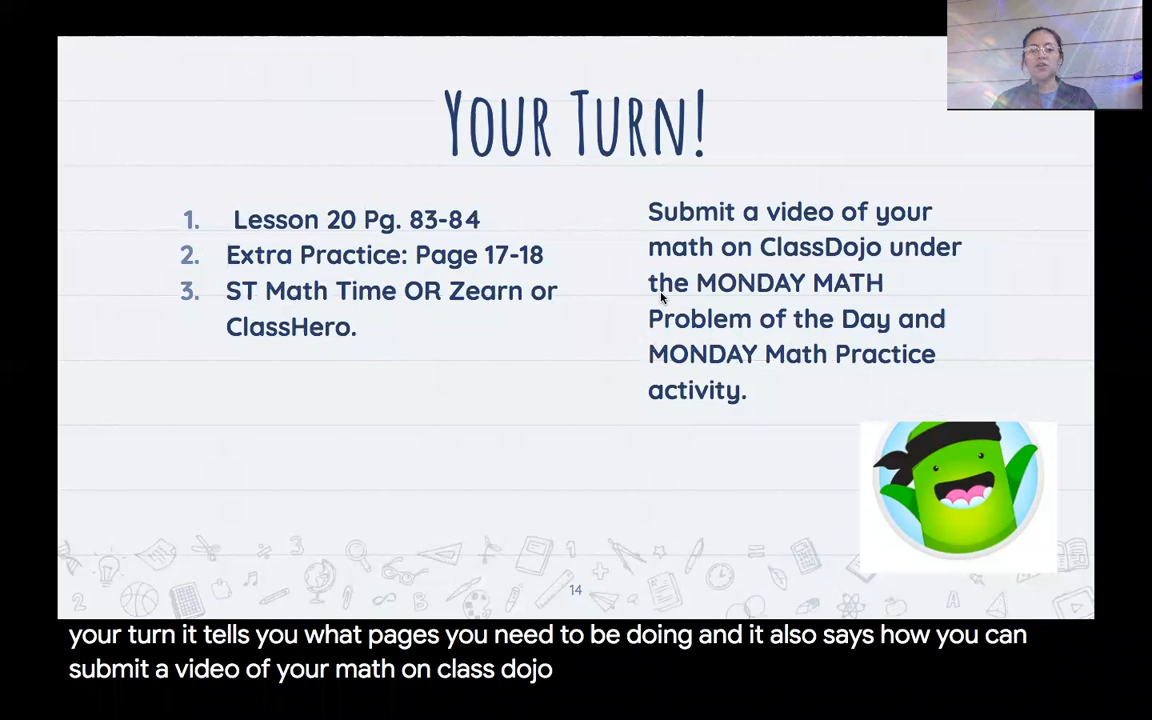 Your Turn!
1. Lesson 20 Pg. 83-84
2. Extra Practice: Page 17-18
3. ST Math Time OR Zearn or
ClassHero.
Submit a video of your
math on ClassDojo under
the MONDAY MATH
Problem of the Day and
MONDAY Math Practice
activity.
14
your turn it tells you what pages you need to be doing and it also says how you can
submit a video of your math on class dojo